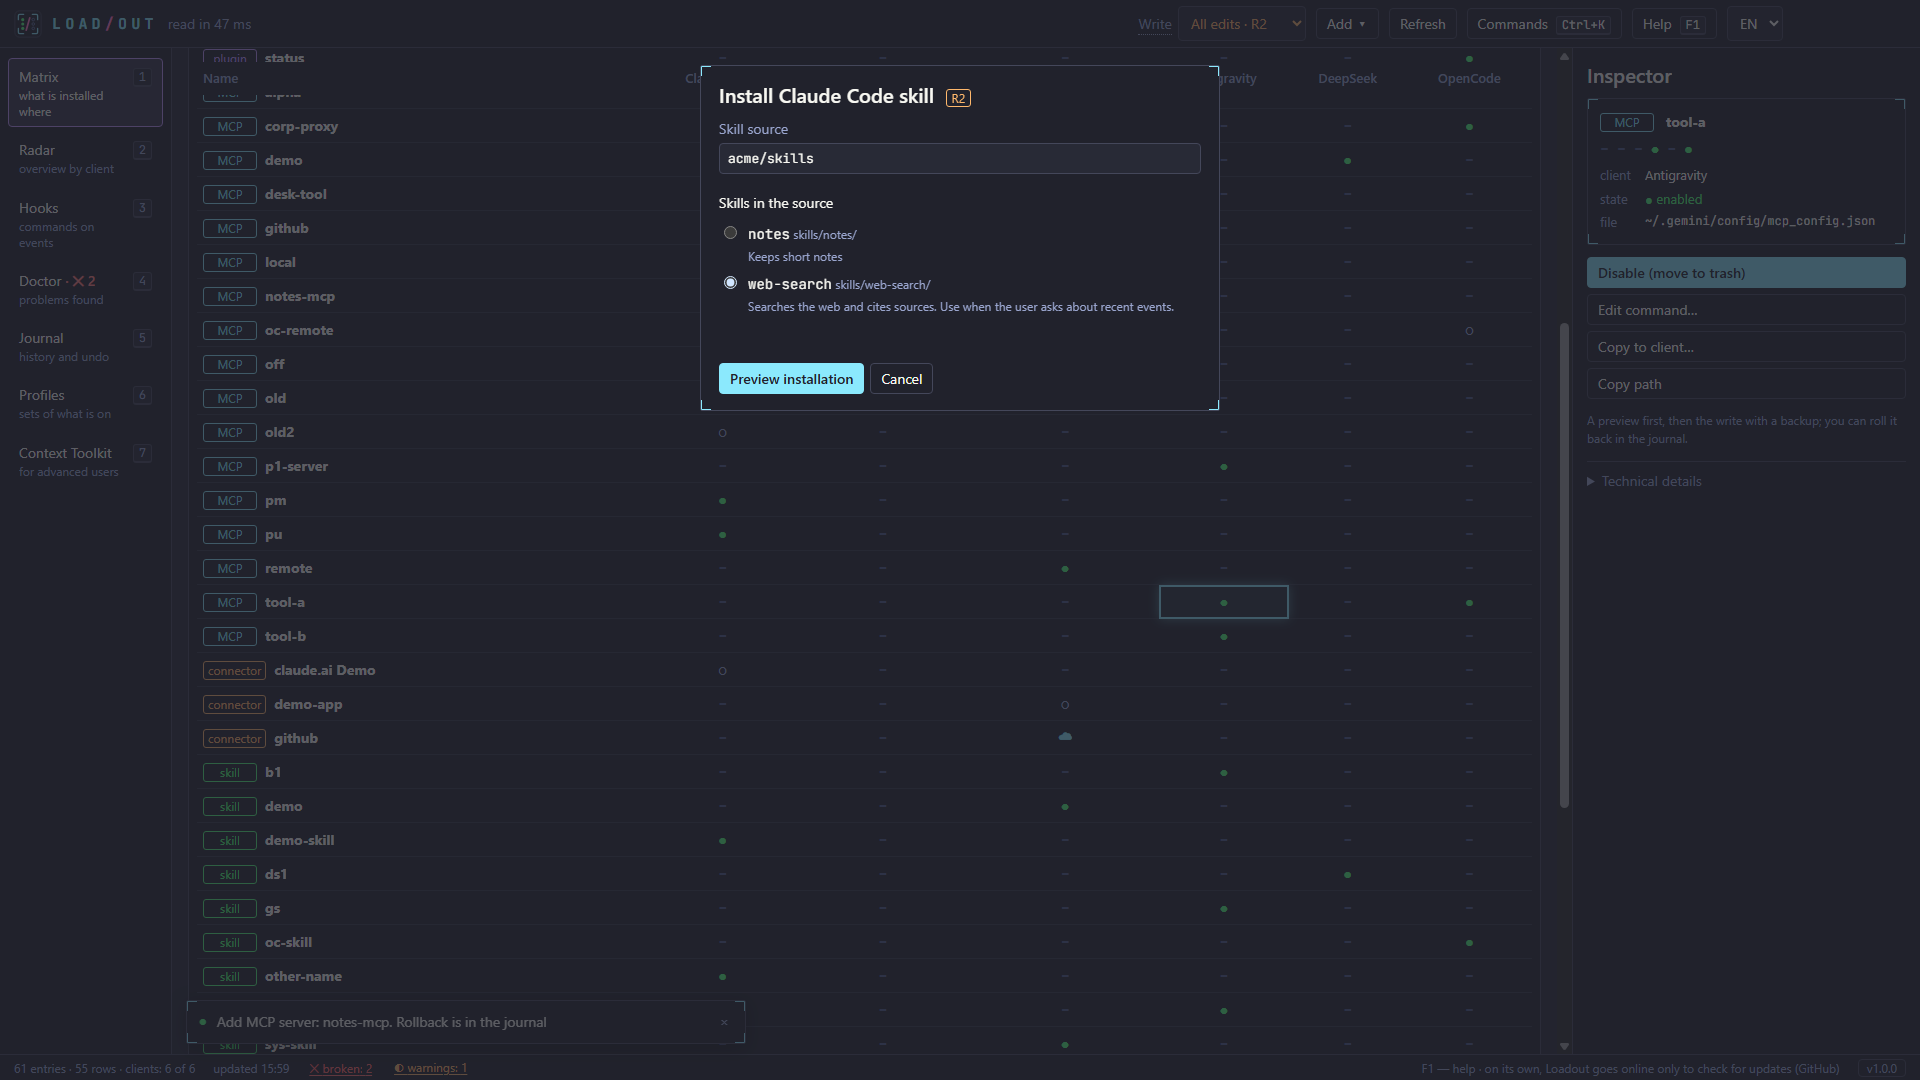 LOAD/OUT read in 47 ms Write All edits · R2 Add ▾ Refresh Commands Ctrl+K Help F1 EN
Matrix 1
what is installed
where
Radar 2
overview by client
Hooks 3
commands on
events
Doctor · ✕ 2 4
problems found
Journal 5
history and undo
Profiles 6
sets of what is on
Context Toolkit 7
for advanced users
plugin status
Name DeepSeek OpenCode
MCP corp-proxy
MCP demo
MCP desk-tool
MCP github
MCP local
MCP notes-mcp
MCP oc-remote
MCP off
MCP old
MCP old2
MCP p1-server
MCP pm
MCP pu
MCP remote
MCP tool-a
MCP tool-b
connector claude.ai Demo
connector demo-app
connector github
skill b1
skill demo
skill demo-skill
skill ds1
skill gs
skill oc-skill
skill other-name
skill sys-skill
Install Claude Code skill R2
Skill source
acme/skills
Skills in the source
notes skills/notes/
Keeps short notes
web-search skills/web-search/
Searches the web and cites sources. Use when the user asks about recent events.
Preview installation Cancel
Inspector
MCP tool-a
client Antigravity
state enabled
file ~/.gemini/config/mcp_config.json
Disable (move to trash)
Edit command...
Copy to client...
Copy path
A preview first, then the write with a backup; you can roll it
back in the journal.
Technical details
Add MCP server: notes-mcp. Rollback is in the journal ×
61 entries · 55 rows · clients: 6 of 6 updated 15:59 ✕ broken: 2 ◐ warnings: 1
F1 — help · on its own, Loadout goes online only to check for updates (GitHub) v1.0.0